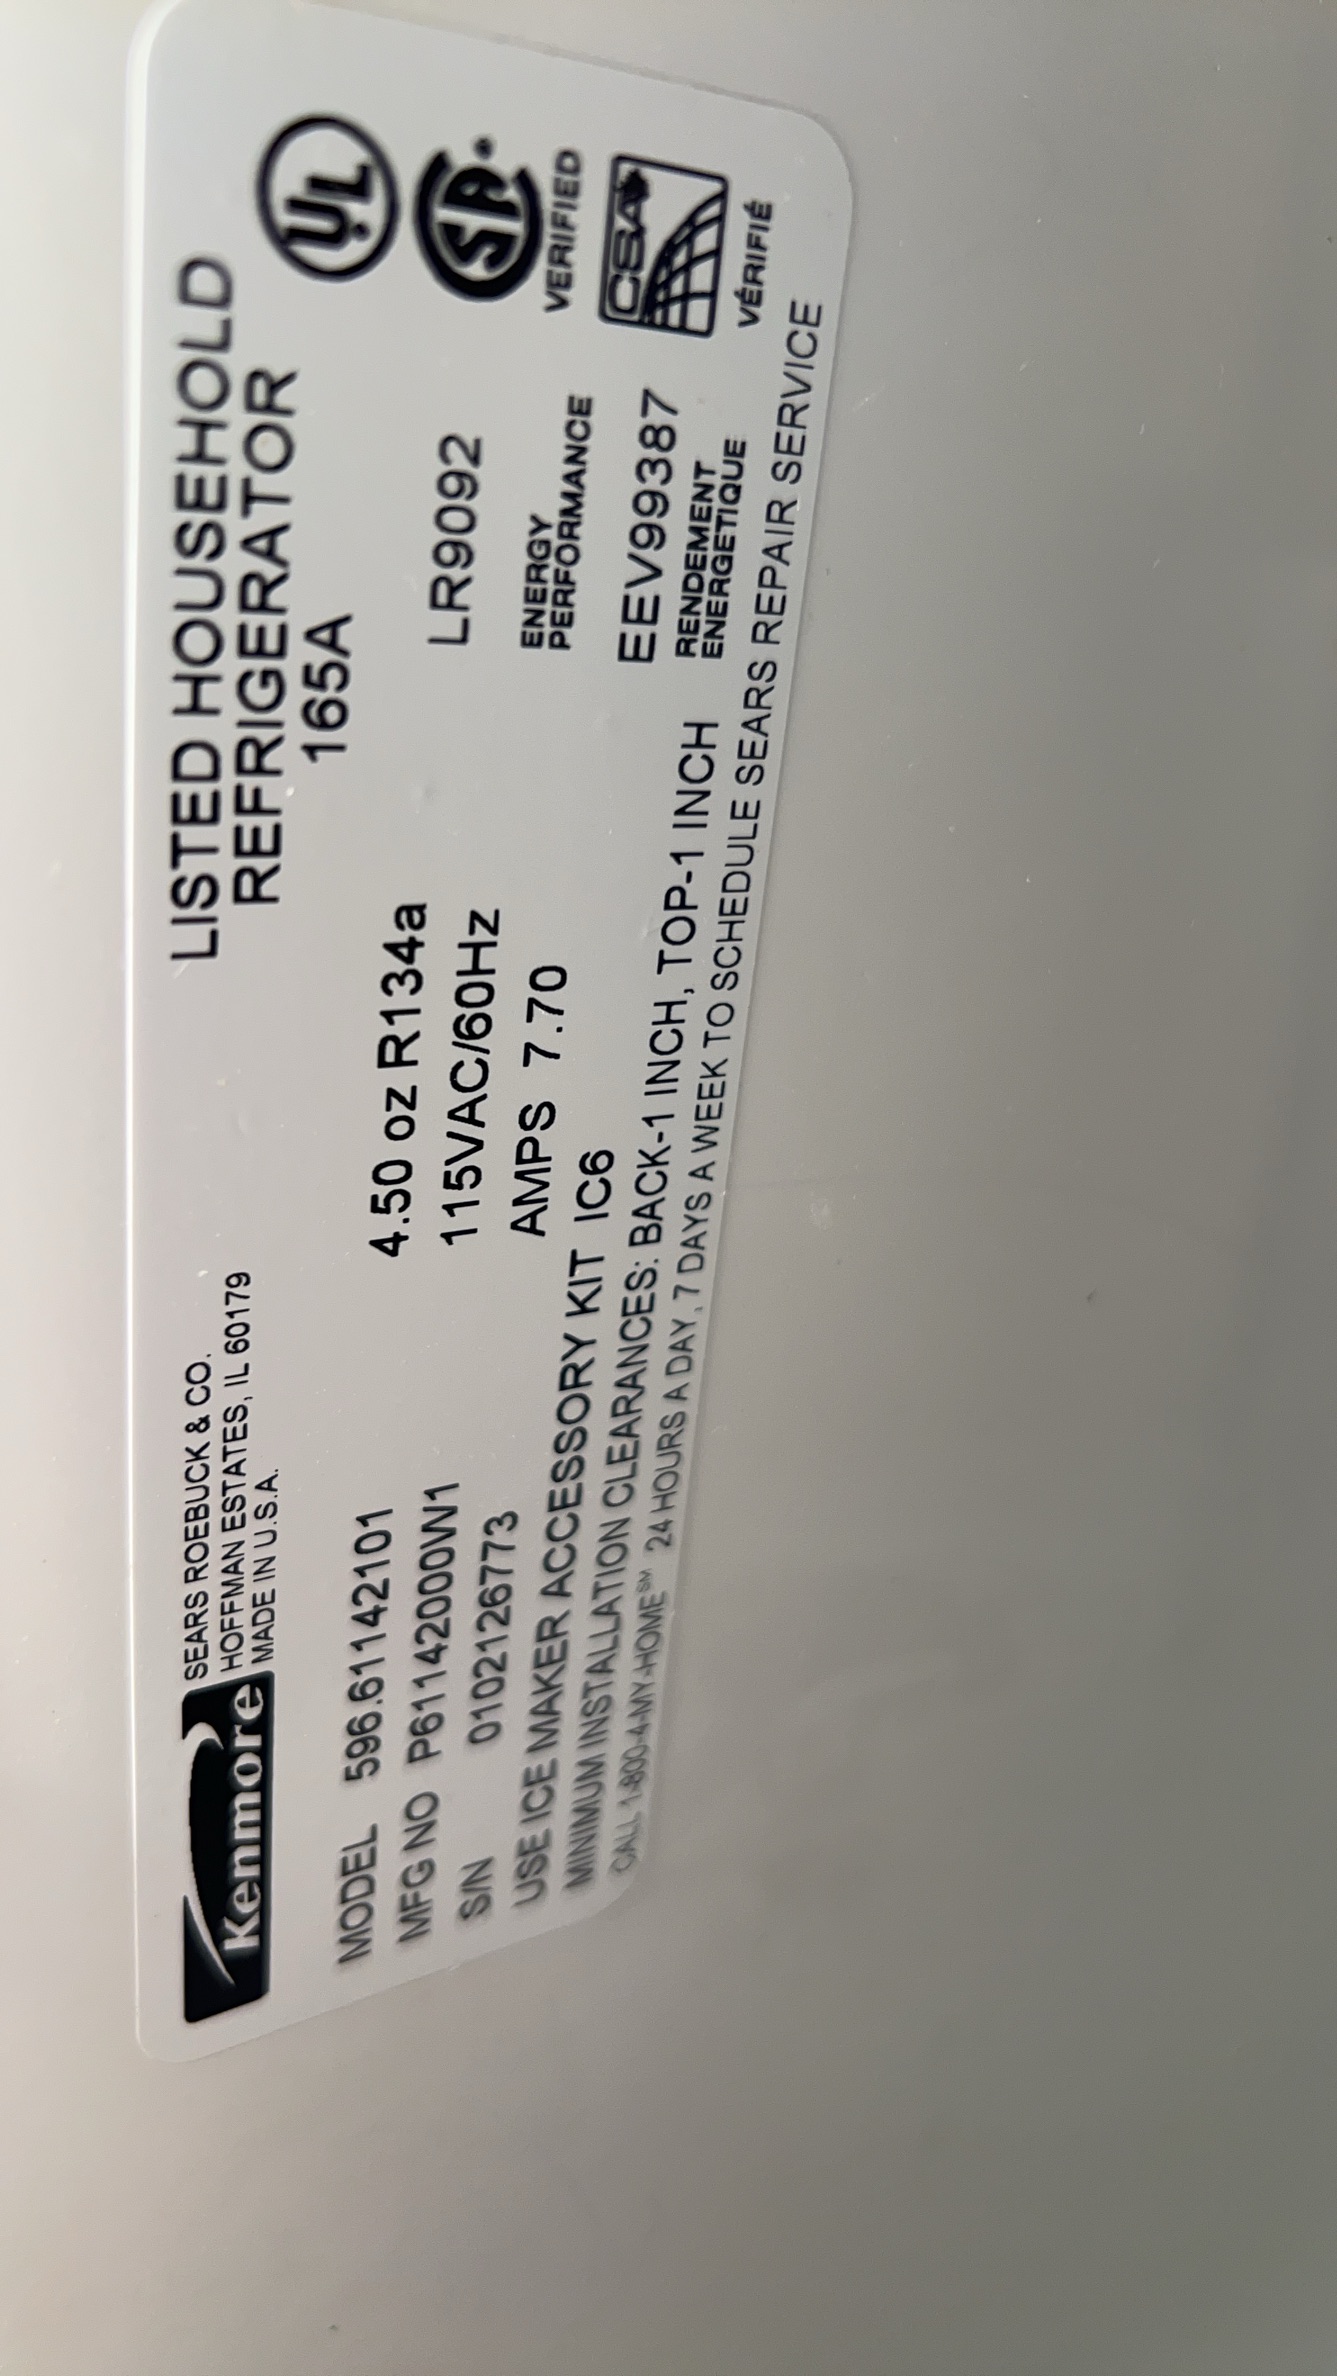 Kenmore
SEARS ROEBUCK & CO.
HOFFMAN ESTATES, IL 60179
MADE IN U.S.A.
LISTED HOUSEHOLD
REFRIGERATOR
165A
UL
MODEL 596.61142101
4.50 oz R134a
MFG NO P6114200W1
115VAC/60Hz
LR9092
SA
S/N 0102126773
AMPS 7.70
ENERGY
PERFORMANCE
VERIFIED
USE ICE MAKER ACCESSORY KIT IC6
EEV99387
CSA
MINIMUM INSTALLATION CLEARANCES: BACK-1 INCH, TOP-1 INCH
RENDEMENT
ENERGETIQUE
VÉRIFIÉ
CALL 1-800-4-MY-HOME℠ 24 HOURS A DAY, 7 DAYS A WEEK TO SCHEDULE SEARS REPAIR SERVICE